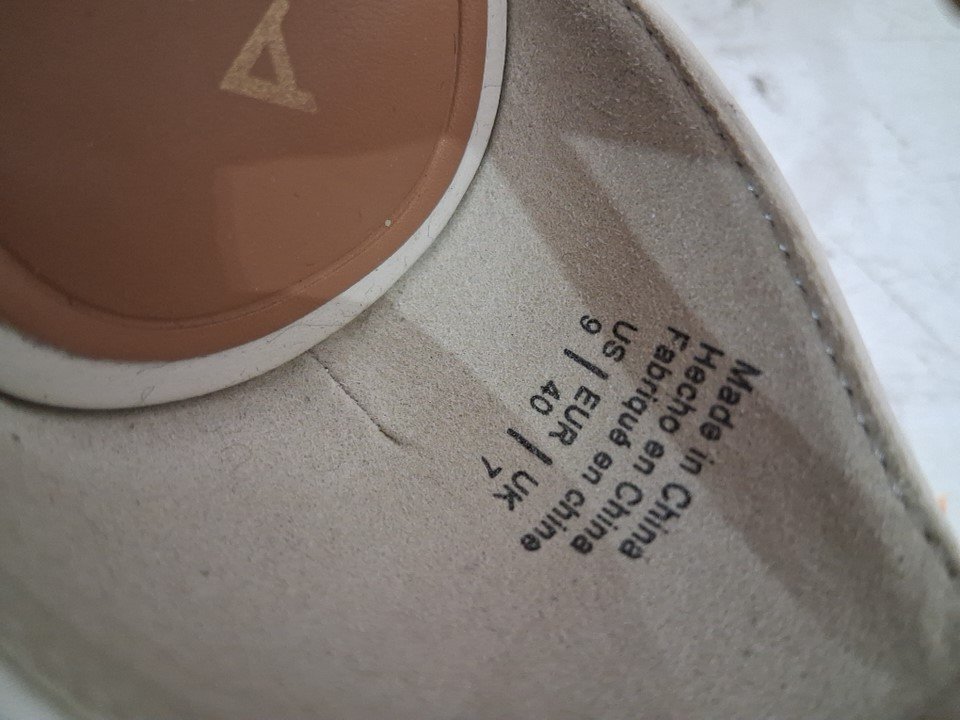 Made in China
Hecho en China
Fabriqué en chine
US | EUR | UK
9 | 40 | 7